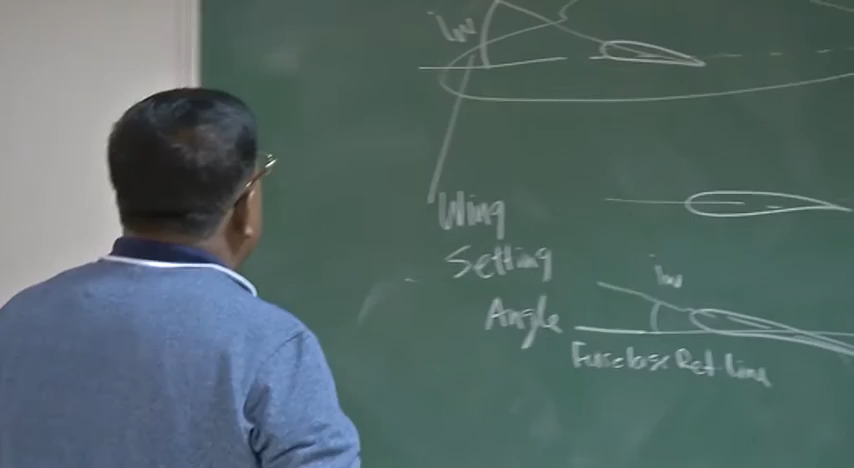 iw
Wing
Setting
Angle
iw
Fuselage Ref Line